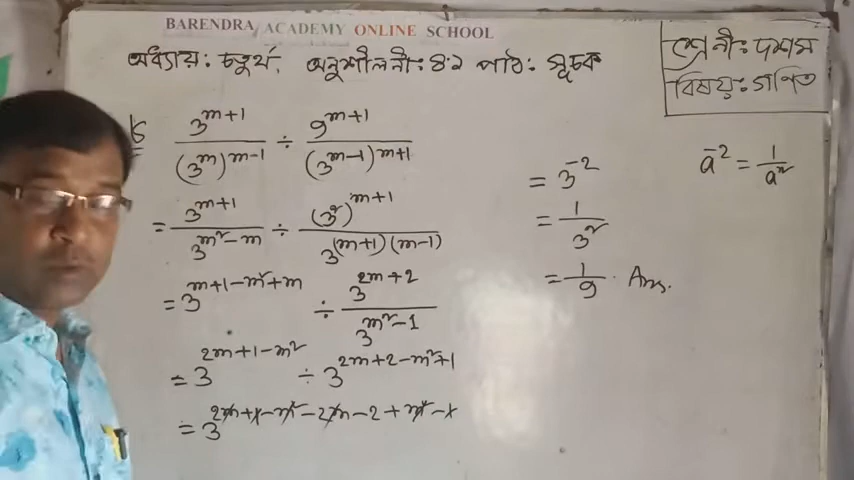 BARENDRA ACADEMY ONLINE SCHOOL
অধ্যায়: চতুর্থ, অনুশীলনী: ৪.১ পাঠ: সূচক
শ্রেনী: দশম
বিষয়: গণিত
৬ 3^(m+1)/(3^m)^(m-1) ÷ 9^(m+1)/(3^(m-1))^(m+1)
= 3^(m+1)/3^(m²-m) ÷ (3²)^(m+1)/3^((m+1)(m-1))
= 3^(m+1-m²+m) ÷ 3^(2m+2)/3^(m²-1)
= 3^(2m+1-m²) ÷ 3^(2m+2-m²+1)
= 3^(2m+1-m²-2m-2+m²-1)
= 3^(-2)
= 1/3²
= 1/9 . Ans.
a^(-2) = 1/a²